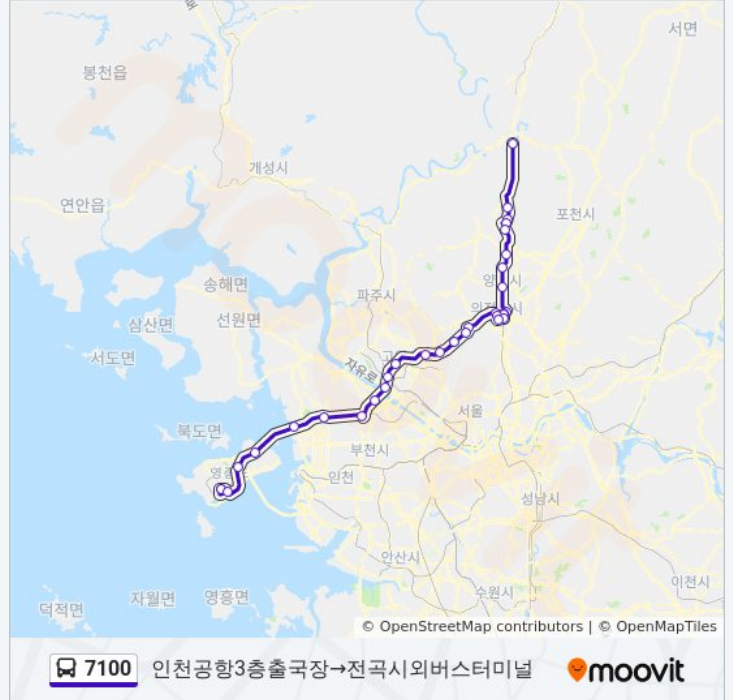 서면
봉천읍
개성시
연안읍
포천시
송해면
파주시
선원면
삼산면
서도면
자유로
서울
북도면
부천시
인천
성남시
안산시
수원시
이천시
덕적면
자월면
영흥면
© OpenStreetMap contributors | © OpenMapTiles
7100 인천공항3층출국장→전곡시외버스터미널 moovit